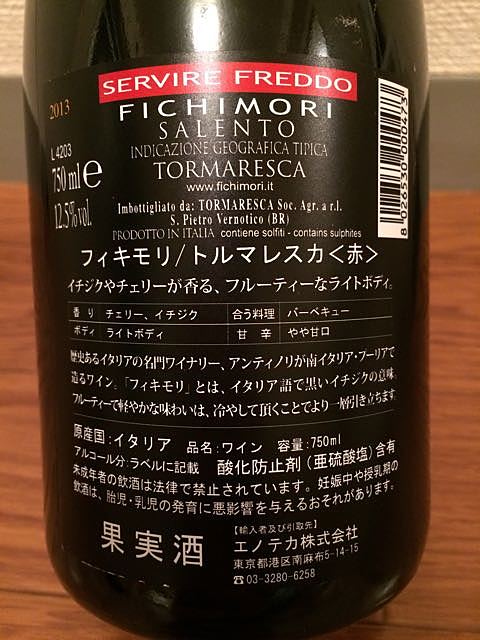 SERVIRE FREDDO
2013
FICHIMORI
SALENTO
INDICAZIONE GEOGRAFICA TIPICA
TORMARESCA
www.fichimori.it
L 4203
750 ml e
12.5% vol.
Imbottigliato da: TORMARESCA Soc. Agr. a r.l.
S. Pietro Vernotico (BR)
PRODOTTO IN ITALIA contiene solfiti - contains sulphites
8 026530 000423
フィキモリ/トルマレスカ<赤>
イチジクやチェリーが香る、フルーティーなライトボディ。
香り チェリー、イチジク 合う料理 バーベキュー
ボディ ライトボディ 甘辛 やや甘口
歴史あるイタリアの名門ワイナリー、アンティノリが南イタリア・プーリアで
造るワイン。「フィキモリ」とは、イタリア語で黒いイチジクの意味。
フルーティーで軽やかな味わいは、冷やして頂くことでより一層引き立ちます。
原産国:イタリア 品名:ワイン 容量:750ml
アルコール分:ラベルに記載 酸化防止剤(亜硫酸塩)含有
未成年者の飲酒は法律で禁止されています。妊娠中や授乳期の
飲酒は、胎児・乳児の発育に悪影響を与えるおそれがあります。
果実酒
【輸入者及び引取先】
エノテカ株式会社
東京都港区南麻布5-14-15
☎03-3280-6258